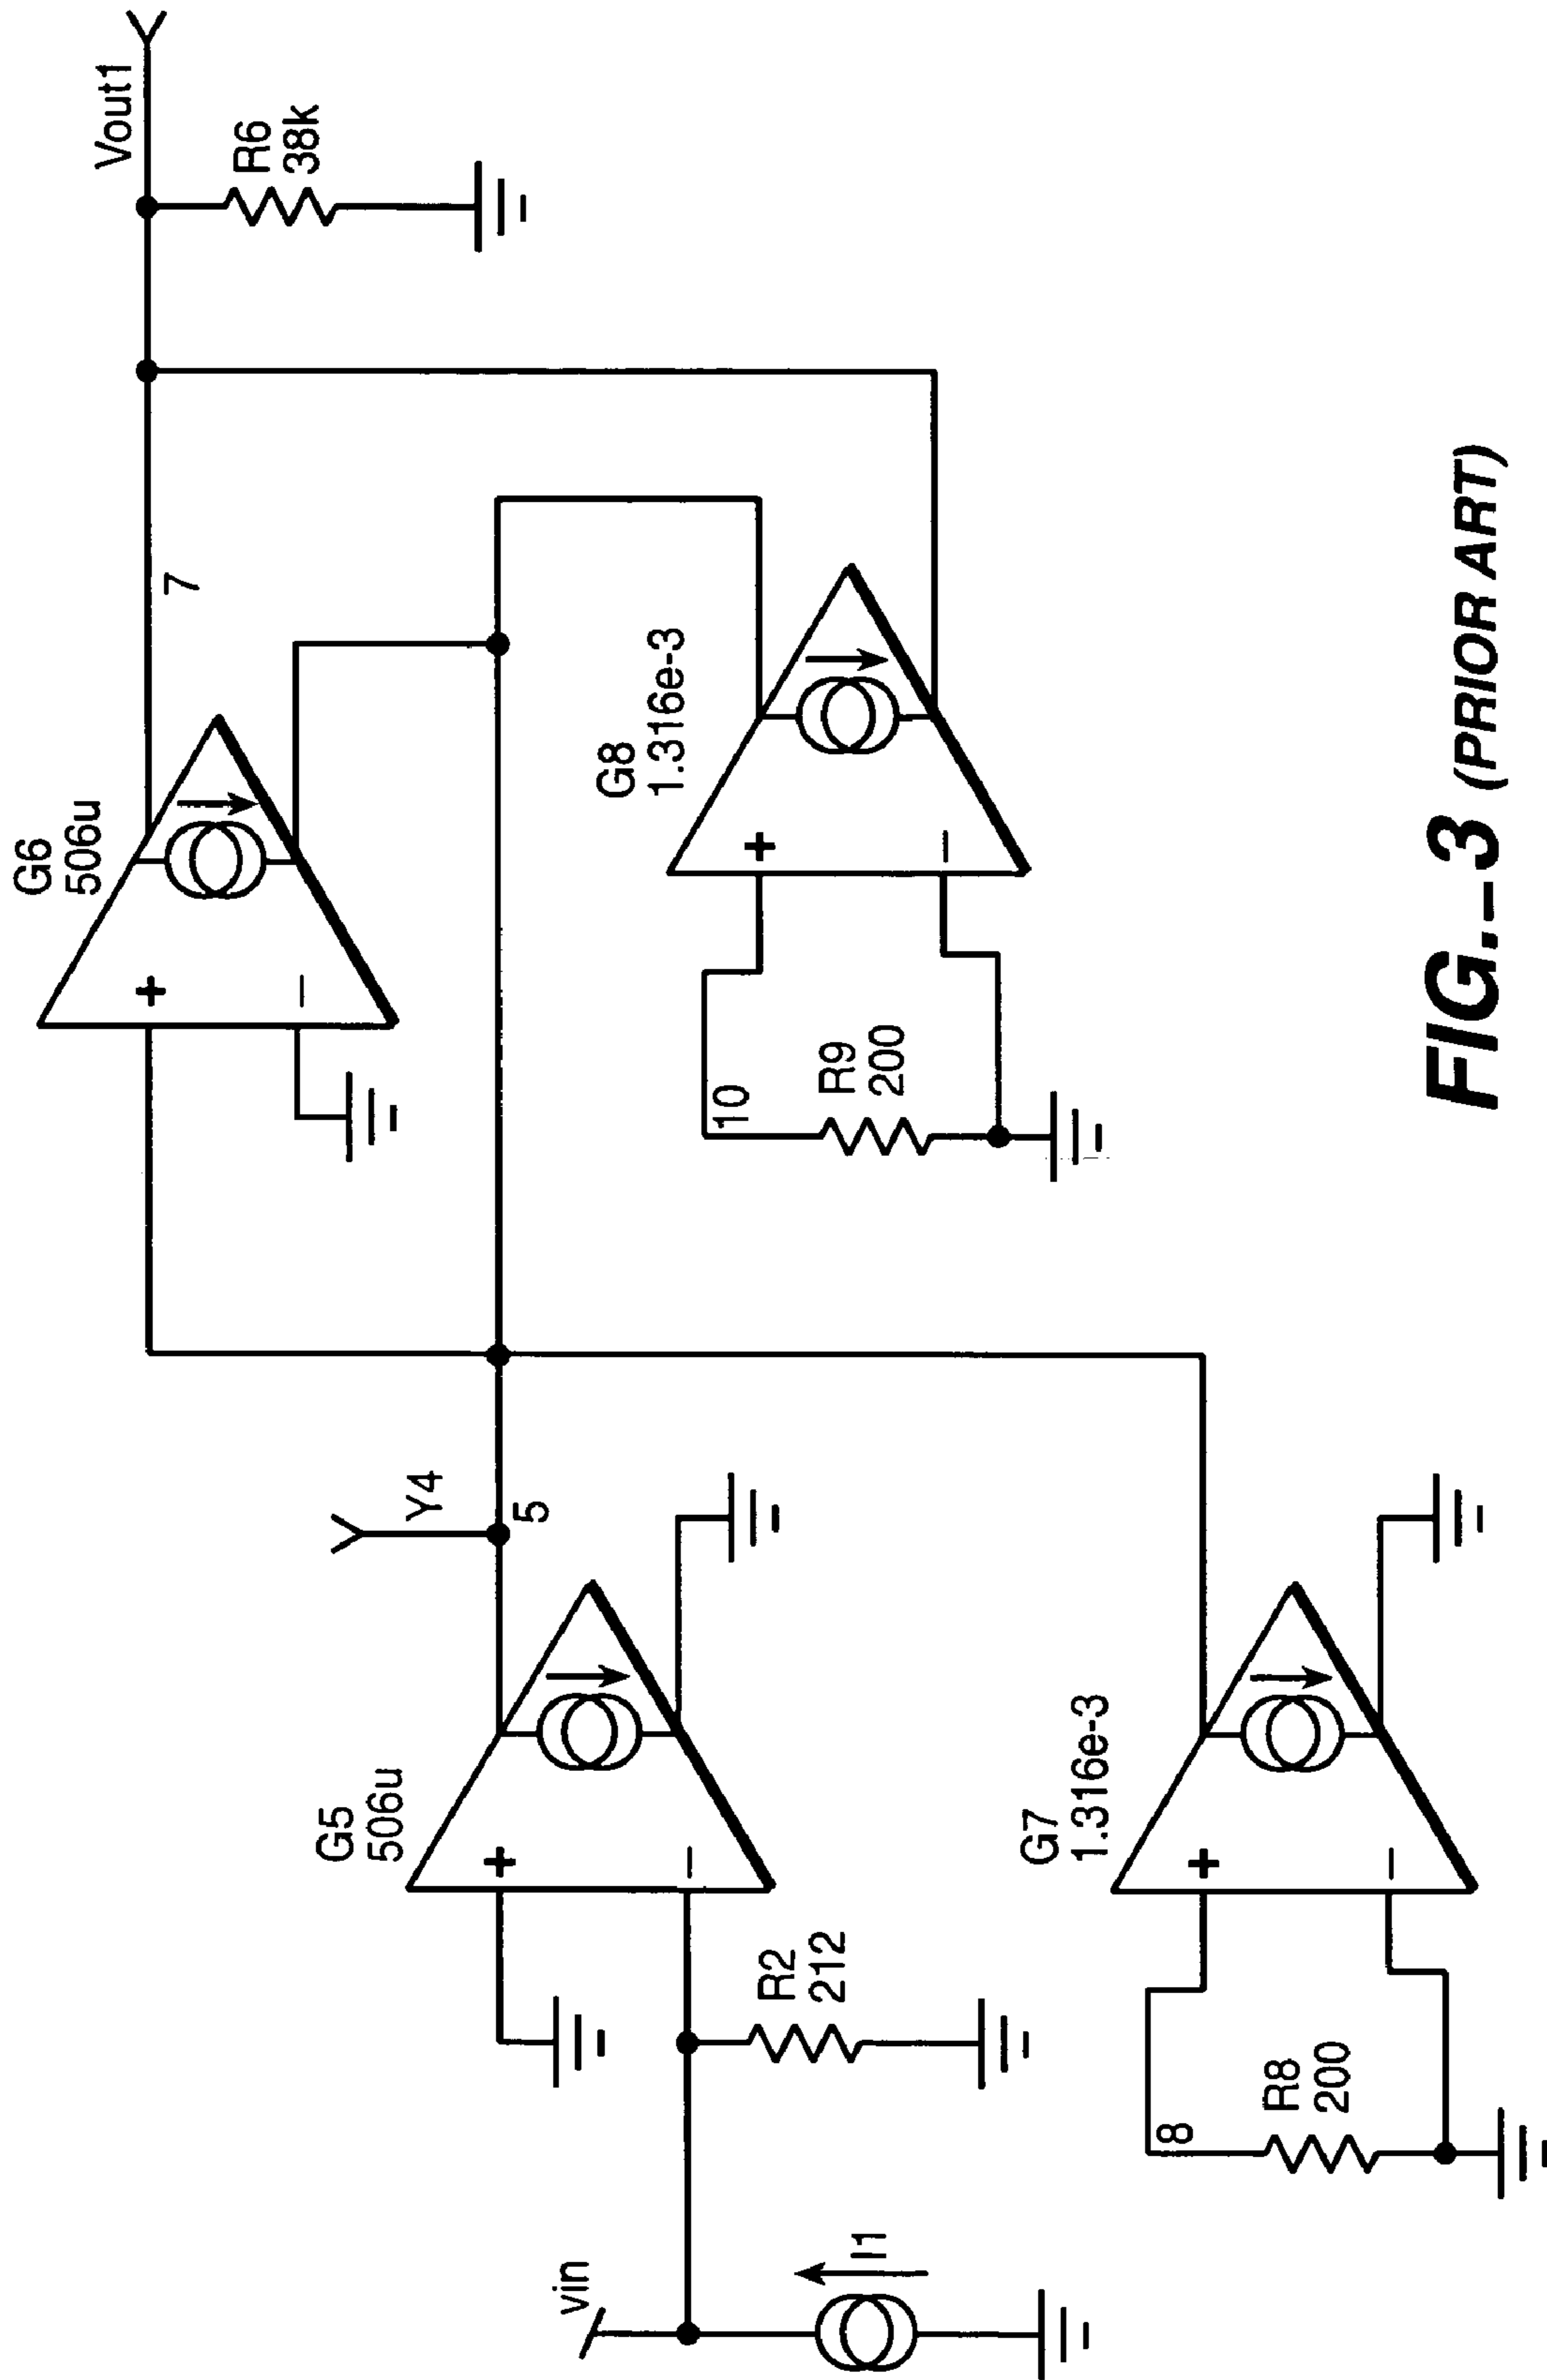 Vout1
R6
38k
7
G6
506u
+
−
G8
1.316e-3
+
−
10
R9
200
Y4
5
G5
506u
+
−
R2
212
vin
I1
G7
1.316e-3
+
−
8
R8
200
FIG.-3 (PRIOR ART)